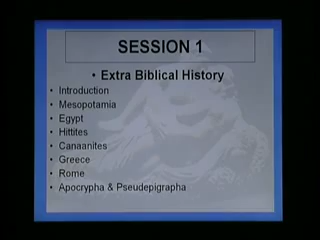 SESSION 1
• Extra Biblical History
• Introduction
• Mesopotamia
• Egypt
• Hittites
• Canaanites
• Greece
• Rome
• Apocrypha & Pseudepigrapha